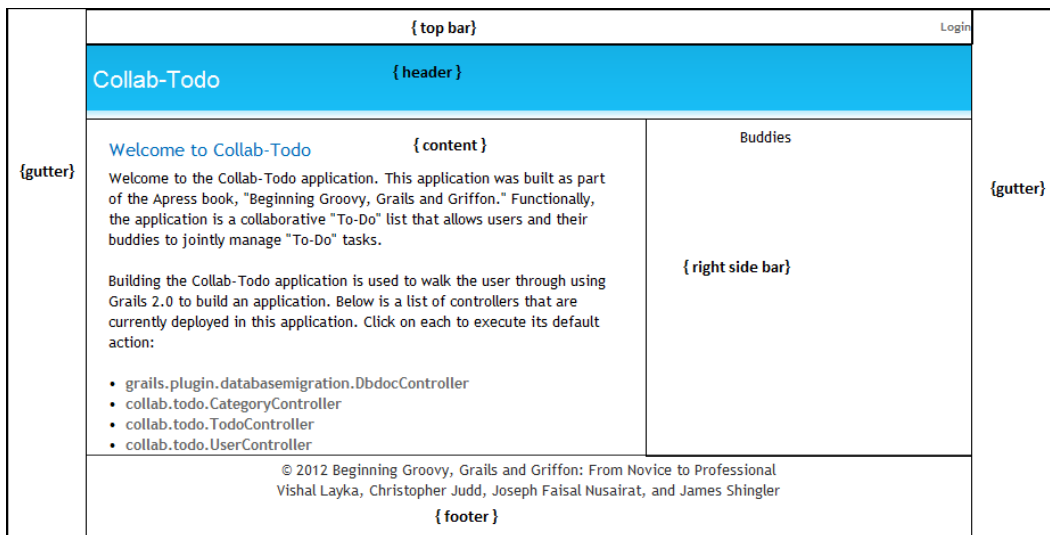 { top bar}
Login
Collab-Todo
{ header }
{gutter}
Welcome to Collab-Todo
{ content }
Welcome to the Collab-Todo application. This application was built as part
of the Apress book, "Beginning Groovy, Grails and Griffon." Functionally,
the application is a collaborative "To-Do" list that allows users and their
buddies to jointly manage "To-Do" tasks.
Building the Collab-Todo application is used to walk the user through using
Grails 2.0 to build an application. Below is a list of controllers that are
currently deployed in this application. Click on each to execute its default
action:
• grails.plugin.databasemigration.DbdocController
• collab.todo.CategoryController
• collab.todo.TodoController
• collab.todo.UserController
Buddies
{ right side bar}
{gutter}
© 2012 Beginning Groovy, Grails and Griffon: From Novice to Professional
Vishal Layka, Christopher Judd, Joseph Faisal Nusairat, and James Shingler
{ footer }